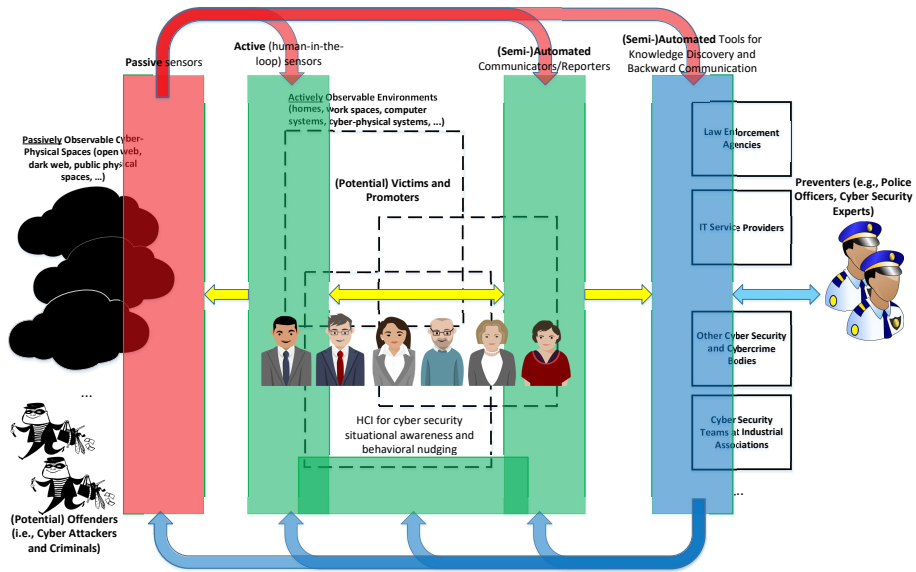 Passive sensors
Active (human-in-the-
loop) sensors
(Semi-)Automated
Communicators/Reporters
(Semi-)Automated Tools for
Knowledge Discovery and
Backward Communication
Passively Observable Cyber-
Physical Spaces (open web,
dark web, public physical
spaces, ...)
Actively Observable Environments
(homes, work spaces, computer
systems, cyber-physical systems, ...)
(Potential) Victims and
Promoters
Law Enforcement
Agencies
IT Service Providers
Other Cyber Security
and Cybercrime
Bodies
Cyber Security
Teams at Industrial
Associations
...
Preventers (e.g., Police
Officers, Cyber Security
Experts)
...
HCI for cyber security
situational awareness and
behavioral nudging
(Potential) Offenders
(i.e., Cyber Attackers
and Criminals)